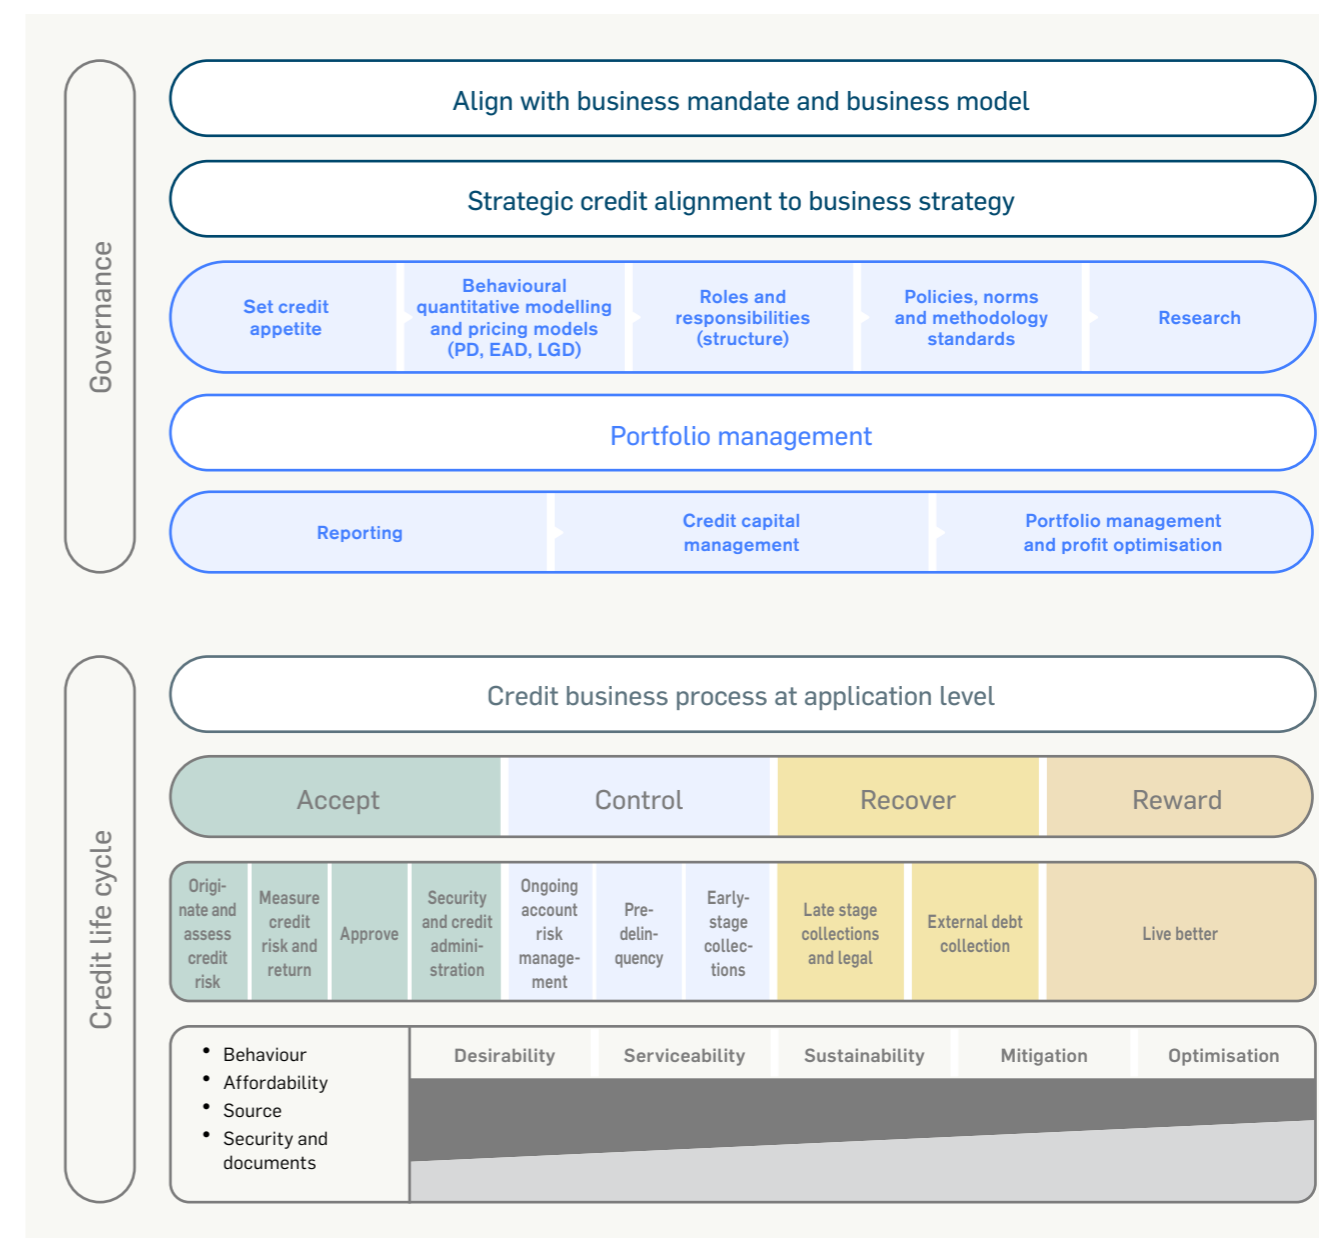 Governance
Align with business mandate and business model
Strategic credit alignment to business strategy
Set credit
appetite
Behavioural
quantitative modelling
and pricing models
(PD, EAD, LGD)
Roles and
responsibilities
(structure)
Policies, norms
and methodology
standards
Research
Portfolio management
Reporting
Credit capital
management
Portfolio management
and profit optimisation
Credit life cycle
Credit business process at application level
Accept
Control
Recover
Reward
Origi-
nate and
assess
credit
risk
Measure
credit
risk and
return
Approve
Security
and credit
admini-
stration
Ongoing
account
risk
manage-
ment
Pre-
delin-
quency
Early-
stage
collec-
tions
Late stage
collections
and legal
External debt
collection
Live better
• Behaviour
• Affordability
• Source
• Security and
documents
Desirability
Serviceability
Sustainability
Mitigation
Optimisation